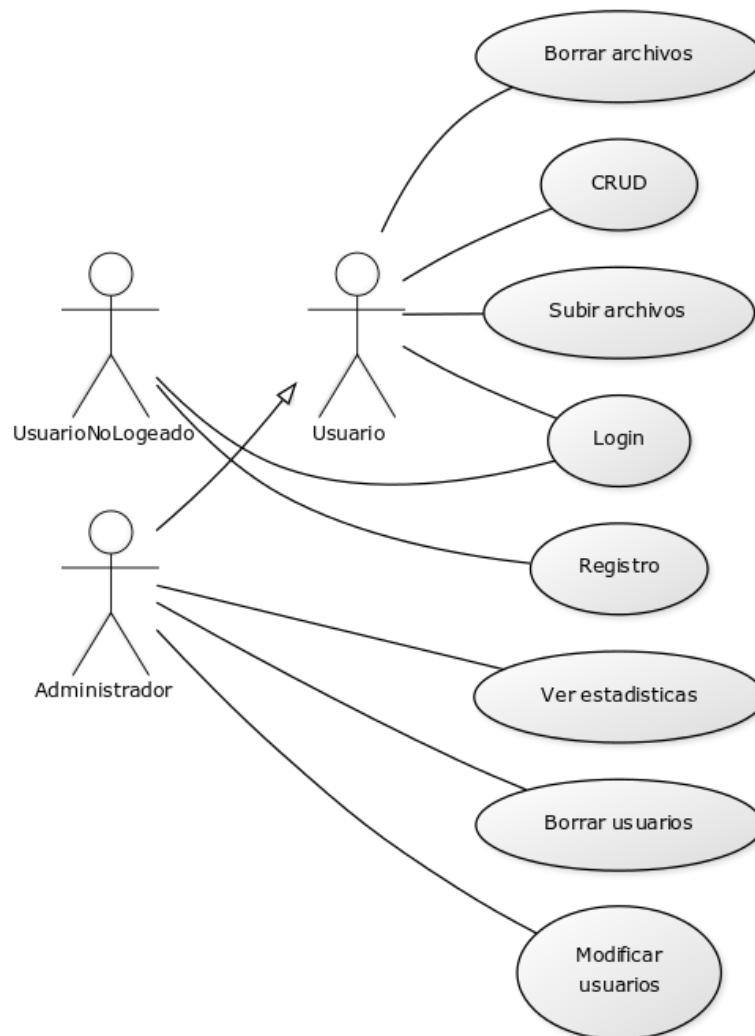 Borrar archivos
CRUD
Subir archivos
UsuarioNoLogeado
Usuario
Login
Registro
Administrador
Ver estadisticas
Borrar usuarios
Modificar
usuarios